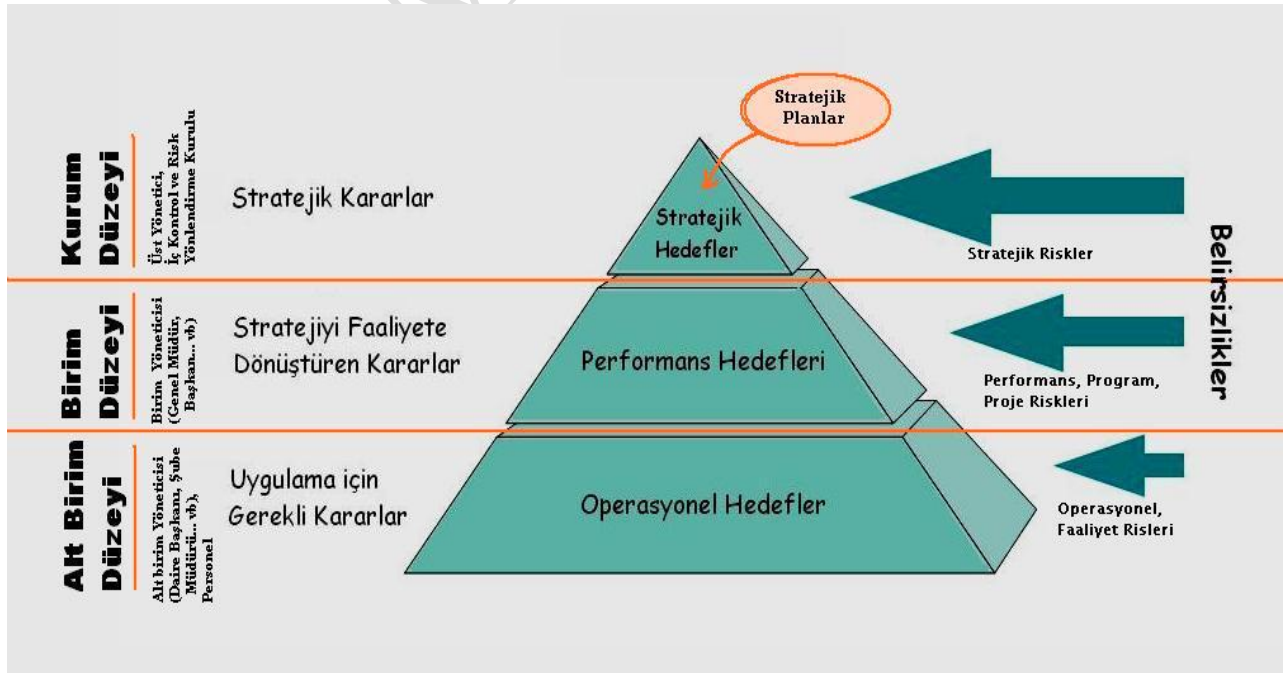 Stratejik
Planlar
Kurum
Düzeyi
Üst Yönetici,
İç Kontrol ve Risk
Yönlendirme Kurulu
Stratejik Kararlar
Stratejik
Hedefler
Stratejik Riskler
Belirsizlikler
Birim
Düzeyi
Birim Yöneticisi
(Genel Müdür,
Başkan... vb)
Stratejiyi Faaliyete
Dönüştüren Kararlar
Performans Hedefleri
Performans, Program,
Proje Riskleri
Alt Birim
Düzeyi
Alt birim Yöneticisi
(Daire Başkanı, Şube
Müdürü... vb),
Personel
Uygulama için
Gerekli Kararlar
Operasyonel Hedefler
Operasyonel,
Faaliyet Risleri